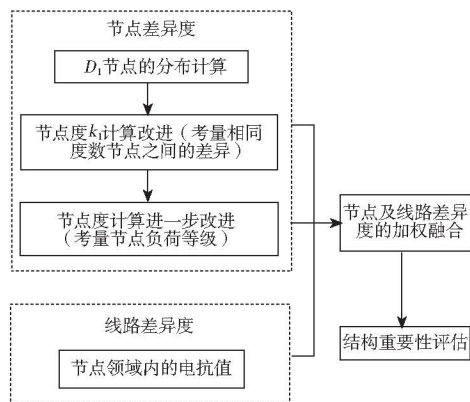 节点差异度
D₁节点的分布计算
节点度k₁计算改进（考量相同
度数节点之间的差异）
节点度计算进一步改进
（考量节点负荷等级）
节点及线路差异
度的加权融合
线路差异度
节点领域内的电抗值
结构重要性评估